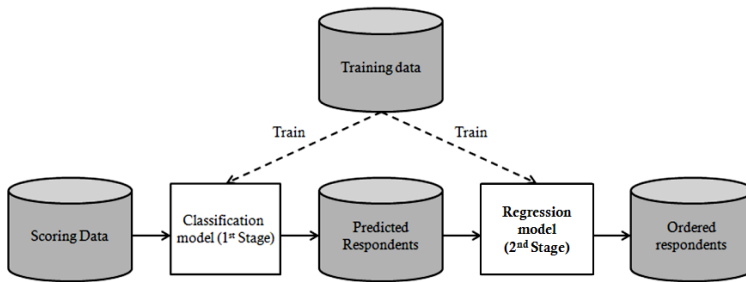 Training data
Train
Train
Scoring Data
Classification
model (1st Stage)
Predicted
Respondents
Regression
model
(2nd Stage)
Ordered
respondents